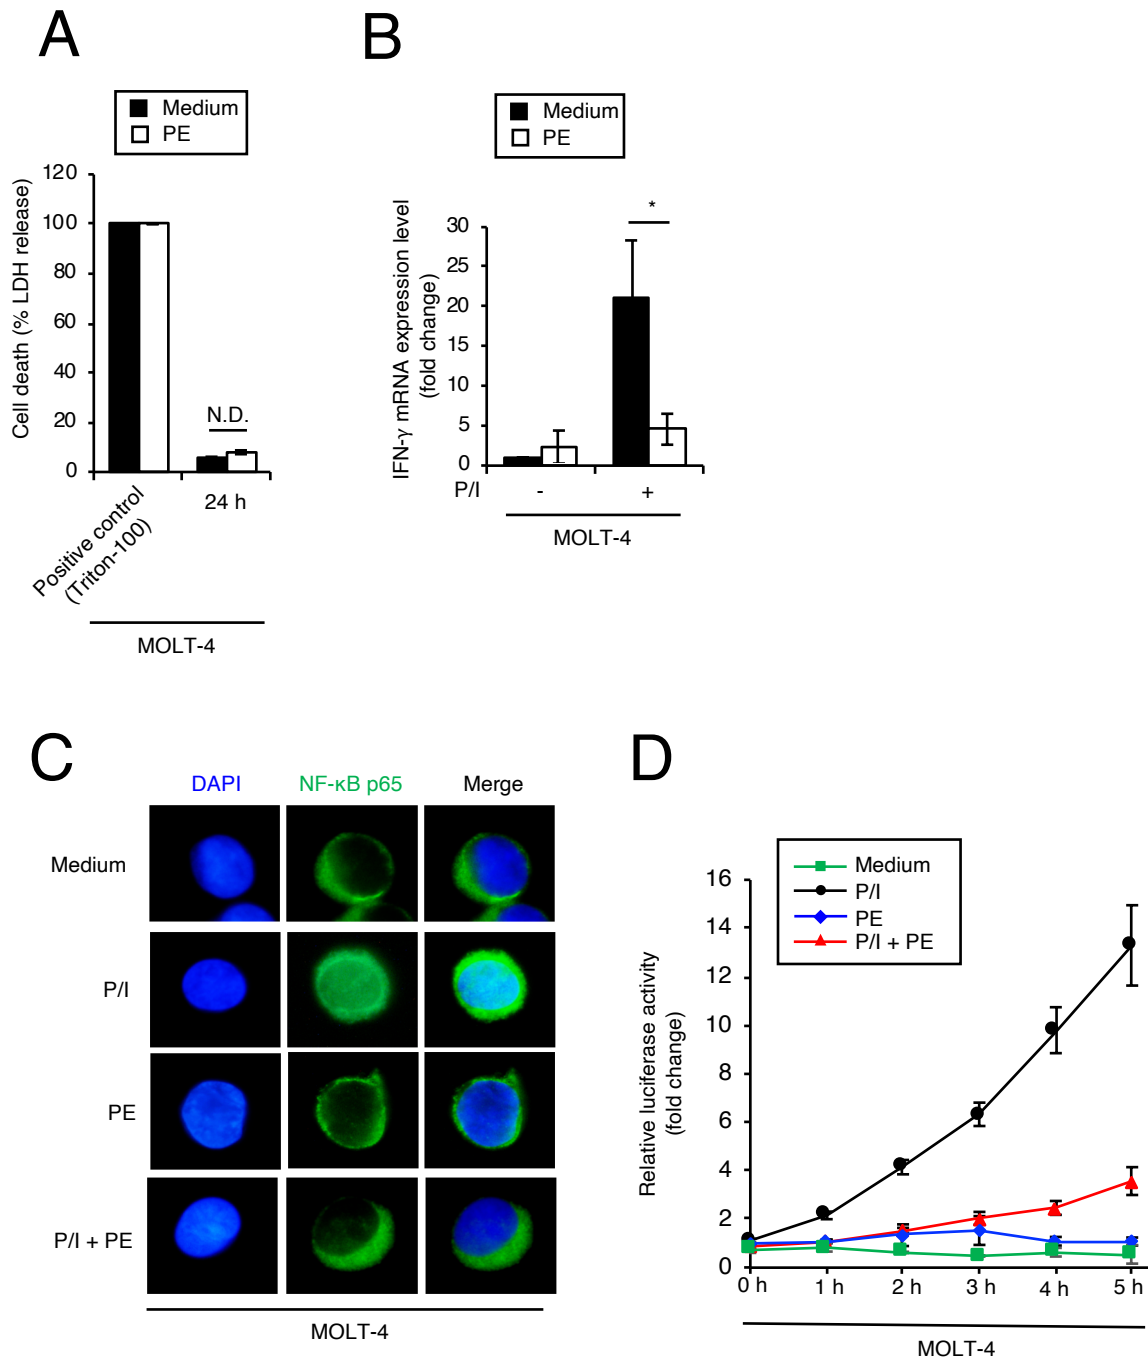 A
Medium
PE
Cell death (% LDH release)
120
100
80
60
40
20
0
N.D.
Positive control
(Triton-100)
24 h
MOLT-4
B
Medium
PE
IFN-γ mRNA expression level
(fold change)
30
25
20
15
10
5
0
*
P/I - +
MOLT-4
C
DAPI NF-κB p65 Merge
Medium
P/I
PE
P/I + PE
MOLT-4
D
Medium
P/I
PE
P/I + PE
Relative luciferase activity
(fold change)
16
14
12
10
8
6
4
2
0
0 h 1 h 2 h 3 h 4 h 5 h
MOLT-4